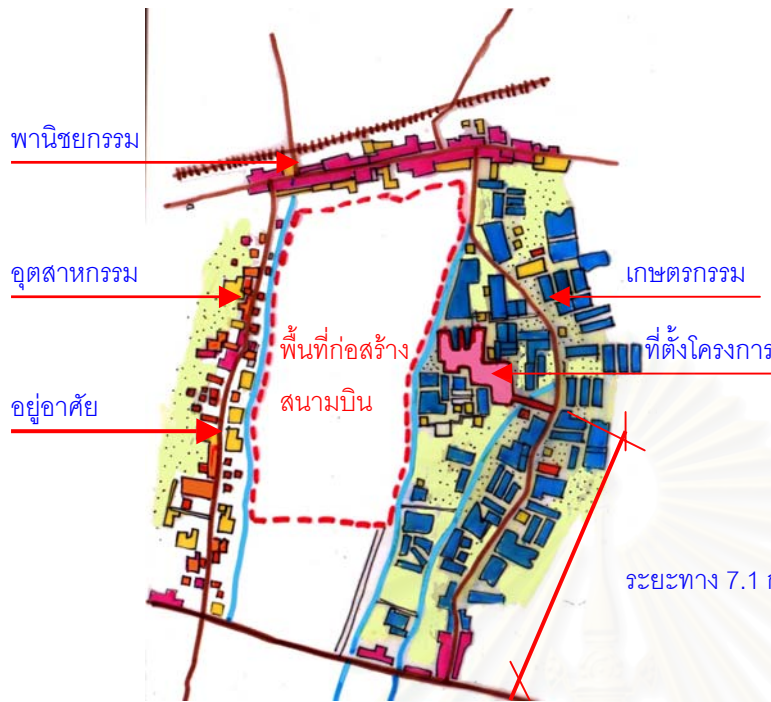 พานิชยกรรม
อุตสาหกรรม
เกษตรกรรม
พื้นที่ก่อสร้าง
สนามบิน
ที่ตั้งโครงการ
อยู่อาศัย
ระยะทาง 7.1